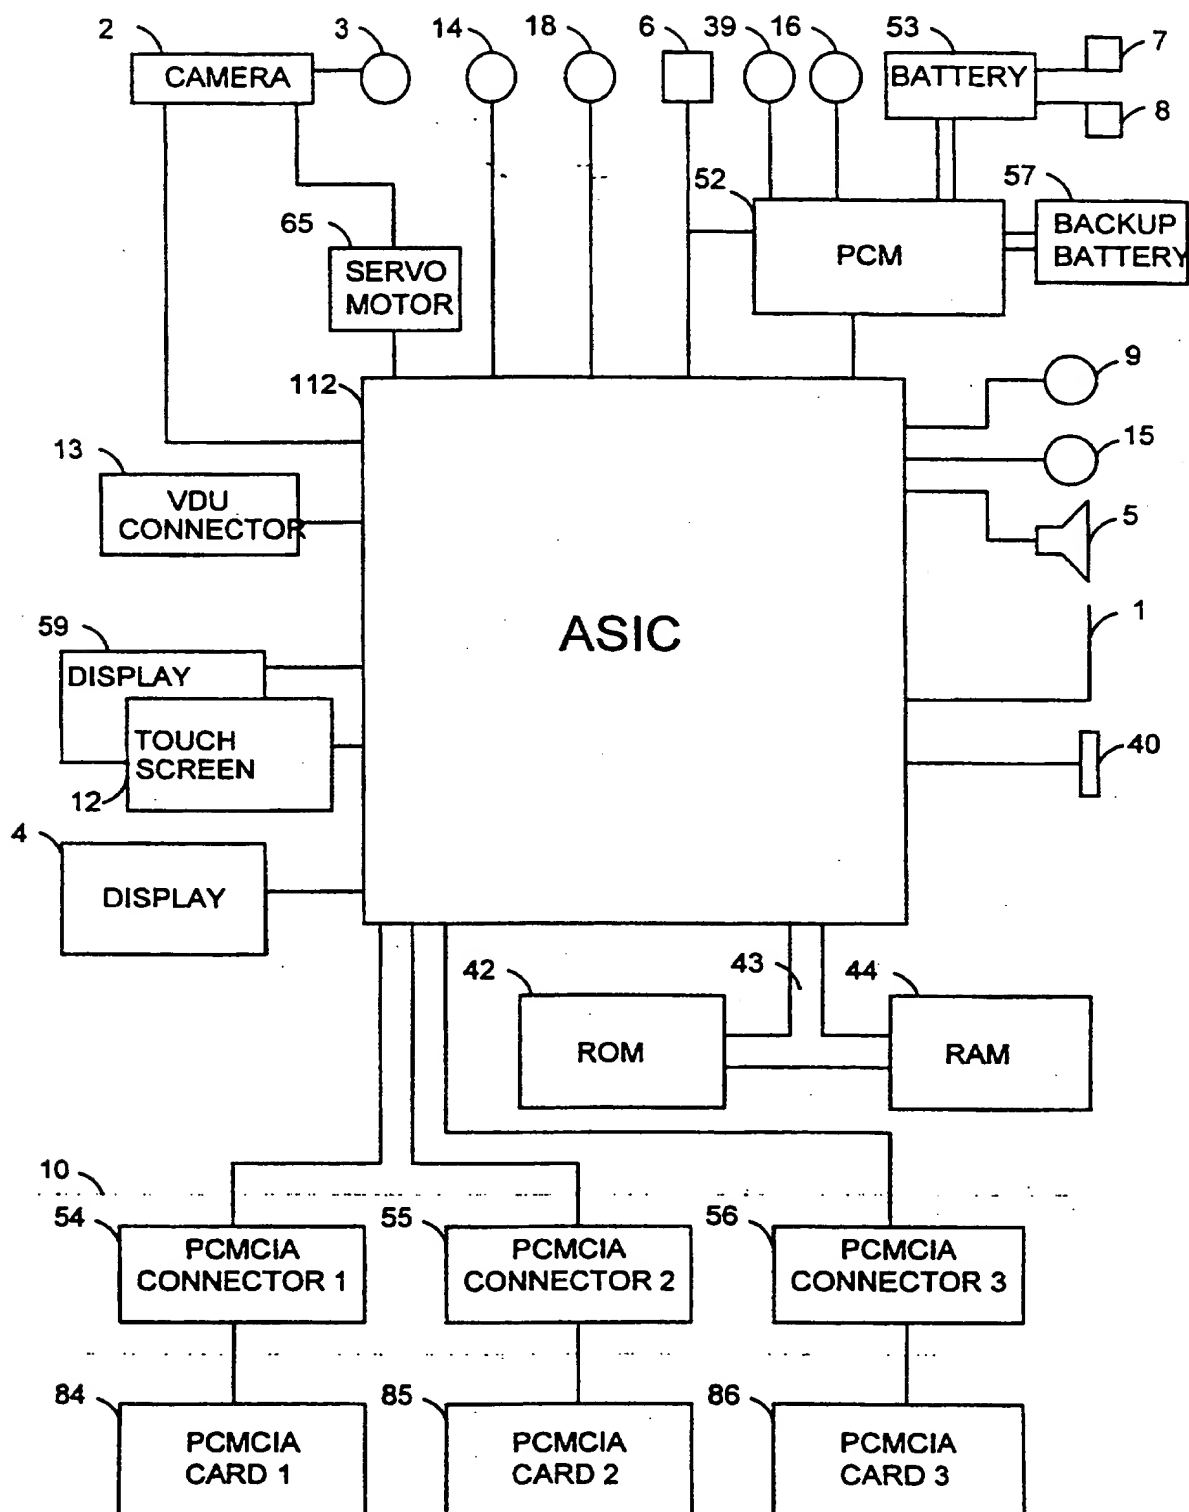 2 3 14 18 6 39 16 53 7
CAMERA
BATTERY
8
52 57
65
BACKUP
BATTERY
PCM
SERVO
MOTOR
112
9
13
15
VDU
CONNECTOR
5
ASIC
1
59
DISPLAY
TOUCH
SCREEN
12
40
4
DISPLAY
42 43 44
ROM
RAM
10
54 55 56
PCMCIA
CONNECTOR 1
PCMCIA
CONNECTOR 2
PCMCIA
CONNECTOR 3
84 85 86
PCMCIA
CARD 1
PCMCIA
CARD 2
PCMCIA
CARD 3